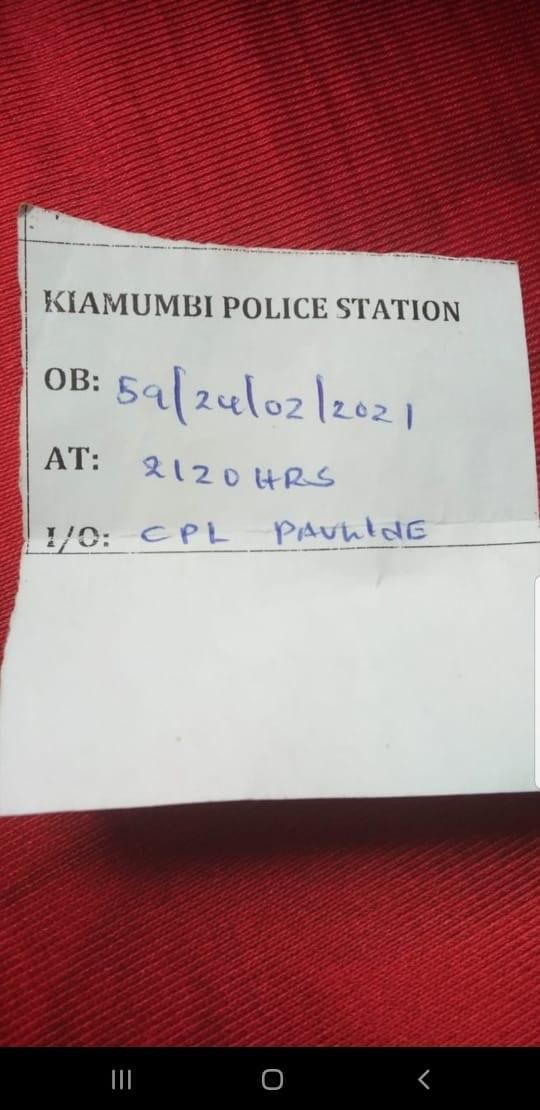 KIAMUMBI POLICE STATION
OB: 59/24/02/2021
AT: 2120 HRS
I/O: CPL PAULINE